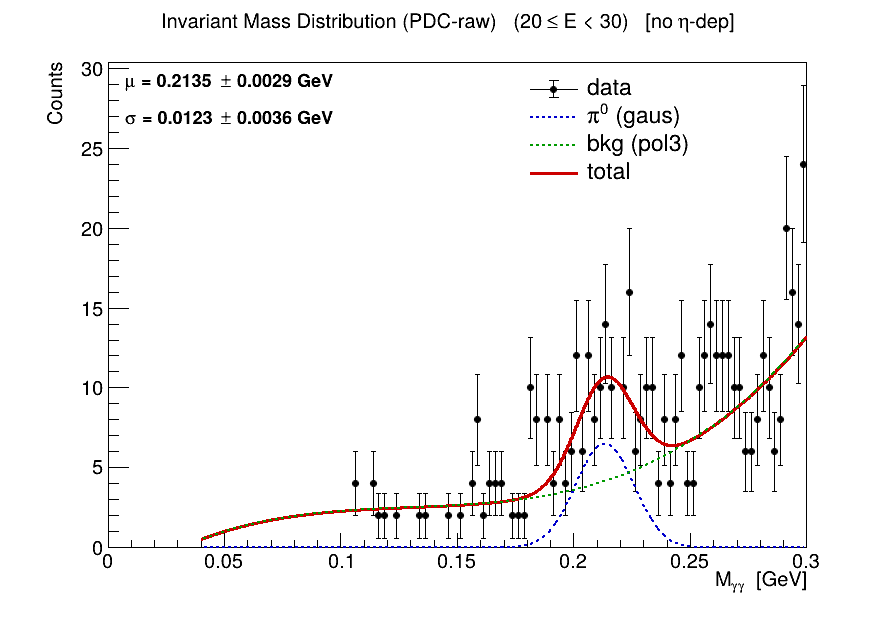 Invariant Mass Distribution (PDC-raw)   (20 ≤ E < 30)   [no η-dep]
μ = 0.2135 ± 0.0029 GeV
σ = 0.0123 ± 0.0036 GeV
data
π⁰ (gaus)
bkg (pol3)
total
Counts
30
25
20
15
10
5
0
0 0.05 0.1 0.15 0.2 0.25 0.3
Mγγ [GeV]